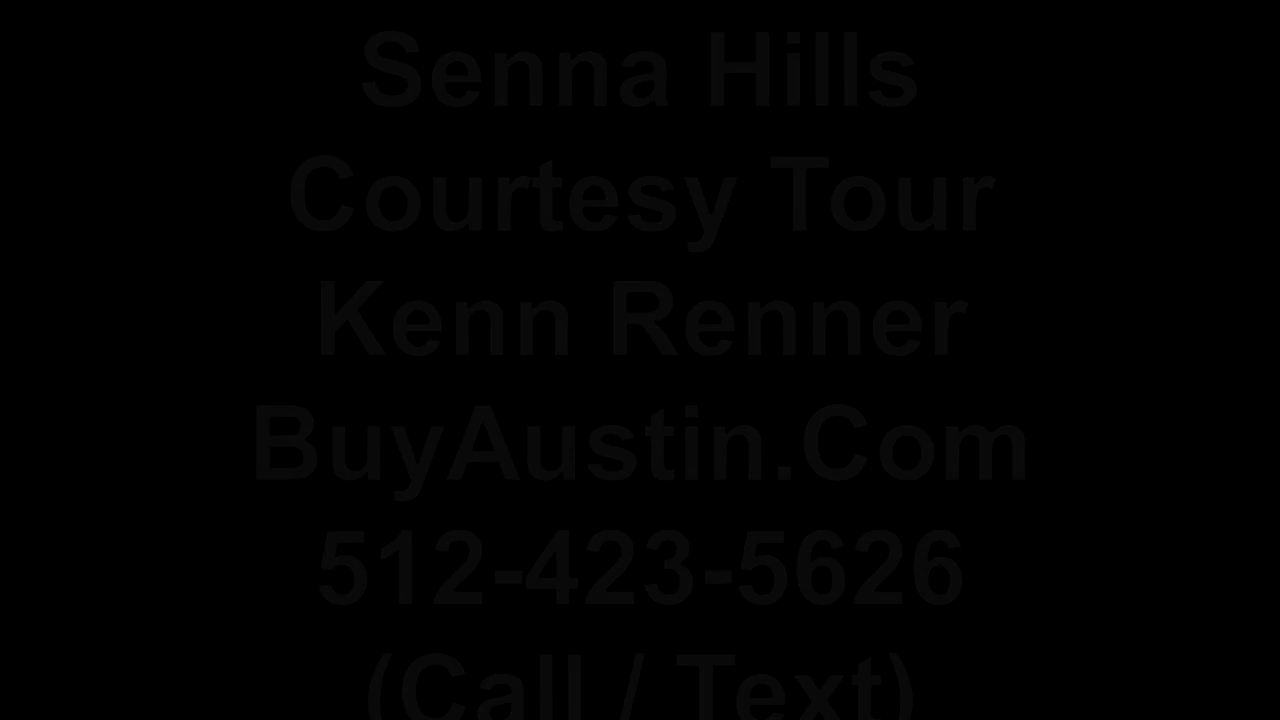 Senna Hills
Courtesy Tour
Kenn Renner
BuyAustin.Com
512-423-5626
(Call / Text)